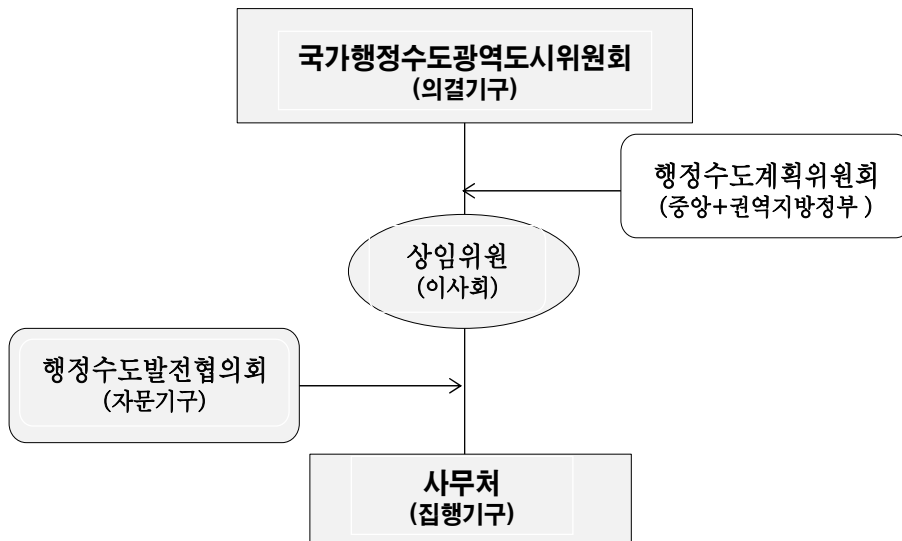 국가행정수도광역도시위원회
(의결기구)
행정수도계획위원회
(중앙+권역지방정부 )
상임위원
(이사회)
행정수도발전협의회
(자문기구)
사무처
(집행기구)